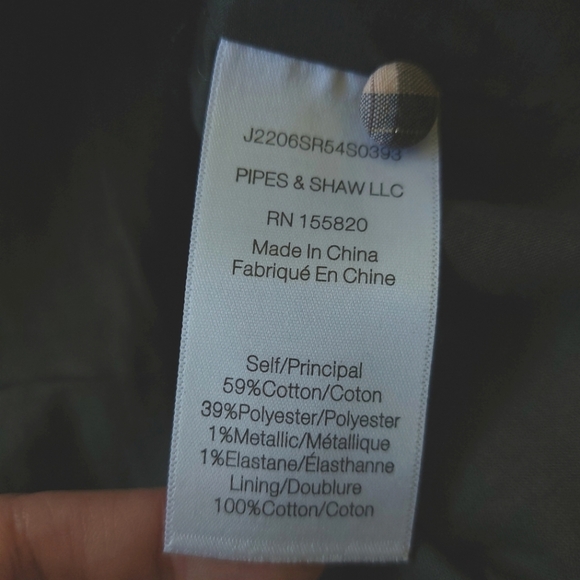 J2206SR54S0393
PIPES & SHAW LLC
RN 155820
Made In China
Fabriqué En Chine
Self/Principal
59%Cotton/Coton
39%Polyester/Polyester
1%Metallic/Métallique
1%Elastane/Élasthanne
Lining/Doublure
100%Cotton/Coton